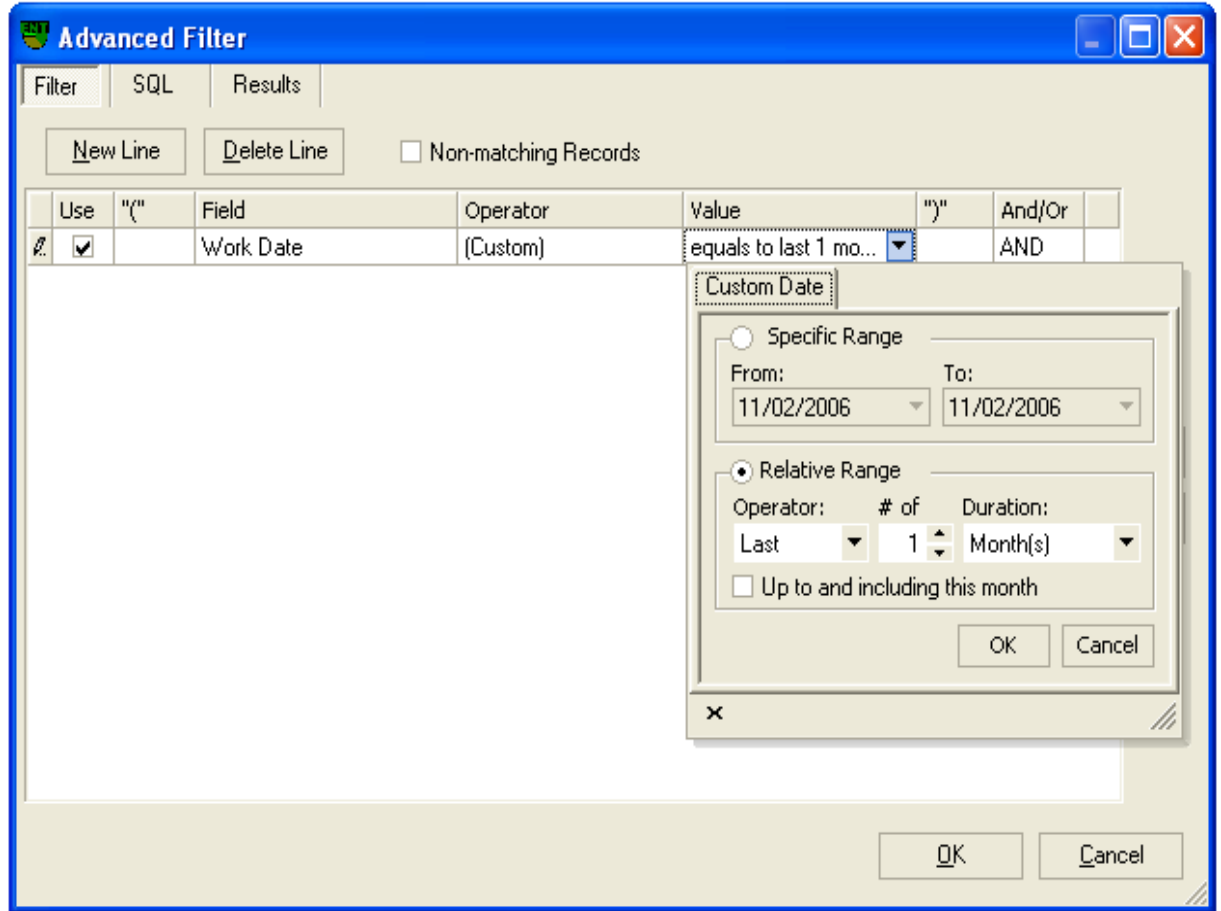 ENT Advanced Filter
Filter SQL Results
New Line Delete Line Non-matching Records
Use "(" Field Operator Value ")" And/Or
Work Date (Custom) equals to last 1 mo... AND
Custom Date
Specific Range
From: To:
11/02/2006 11/02/2006
Relative Range
Operator: # of Duration:
Last 1 Month(s)
Up to and including this month
OK Cancel
OK Cancel